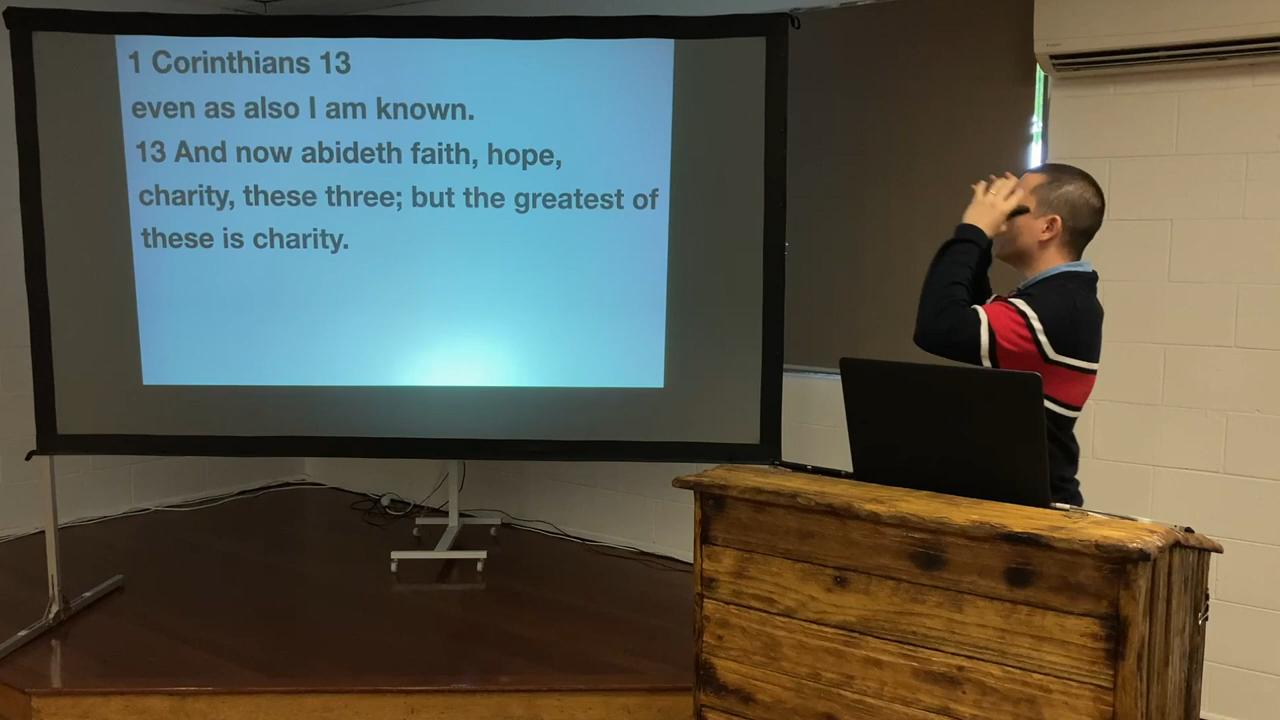 1 Corinthians 13
even as also I am known.
13 And now abideth faith, hope,
charity, these three; but the greatest of
these is charity.